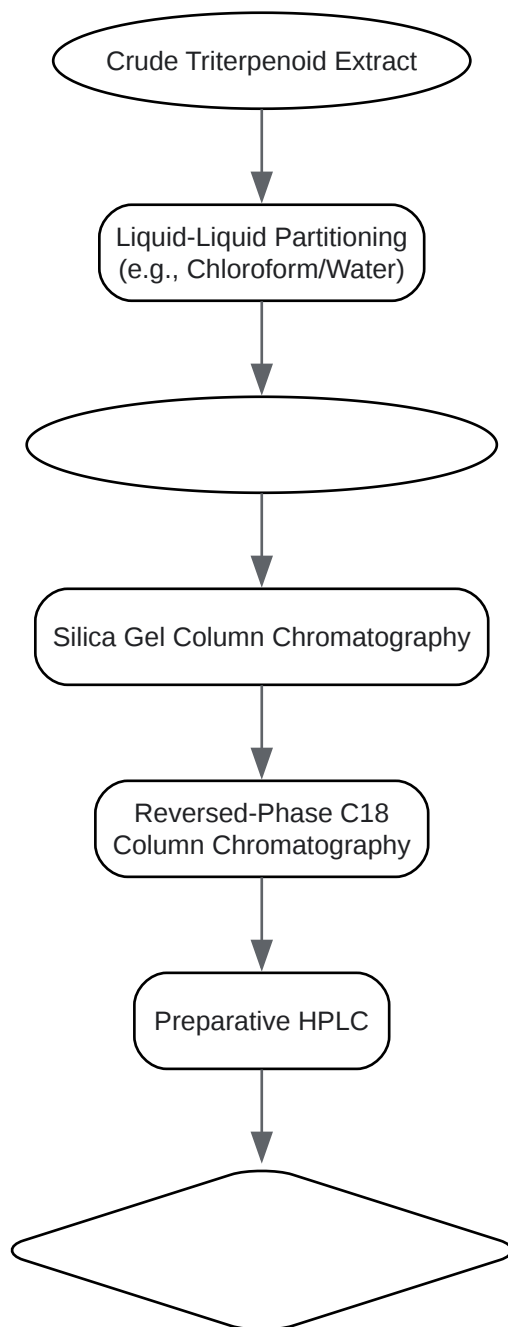 Crude Triterpenoid Extract
Liquid-Liquid Partitioning
(e.g., Chloroform/Water)
Silica Gel Column Chromatography
Reversed-Phase C18
Column Chromatography
Preparative HPLC